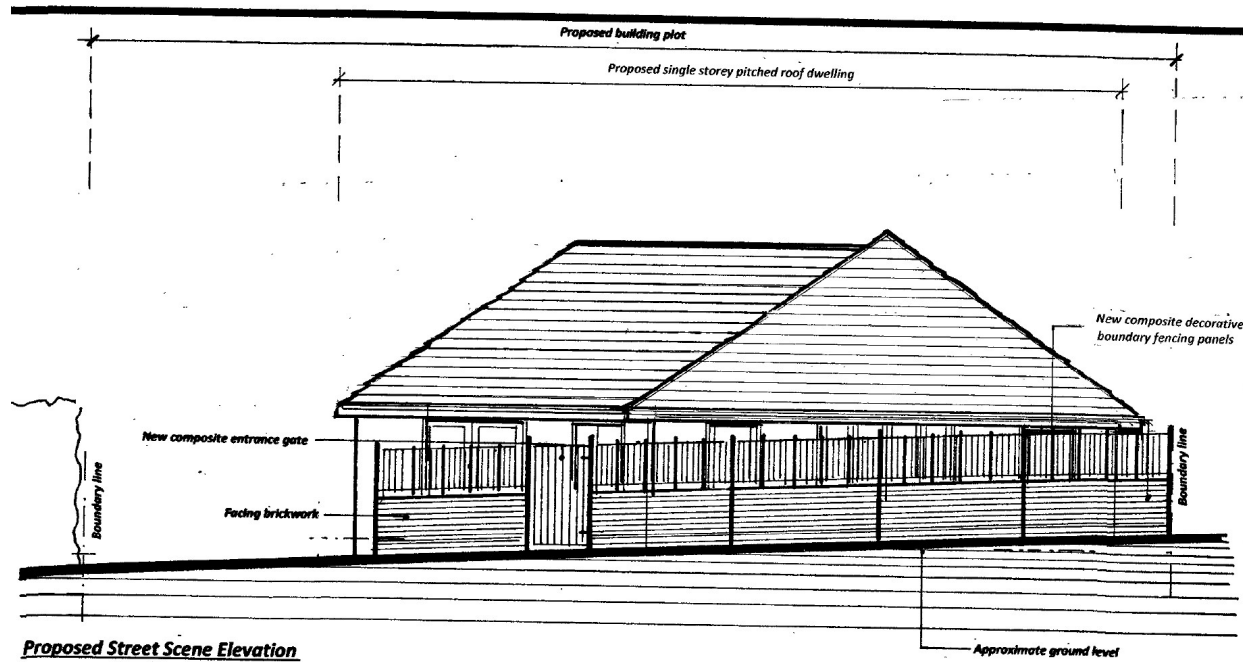 Proposed building plot
Proposed single storey pitched roof dwelling
New composite decorative
boundary fencing panels
New composite entrance gate
Boundary line
Boundary line
Facing brickwork
Approximate ground level
Proposed Street Scene Elevation